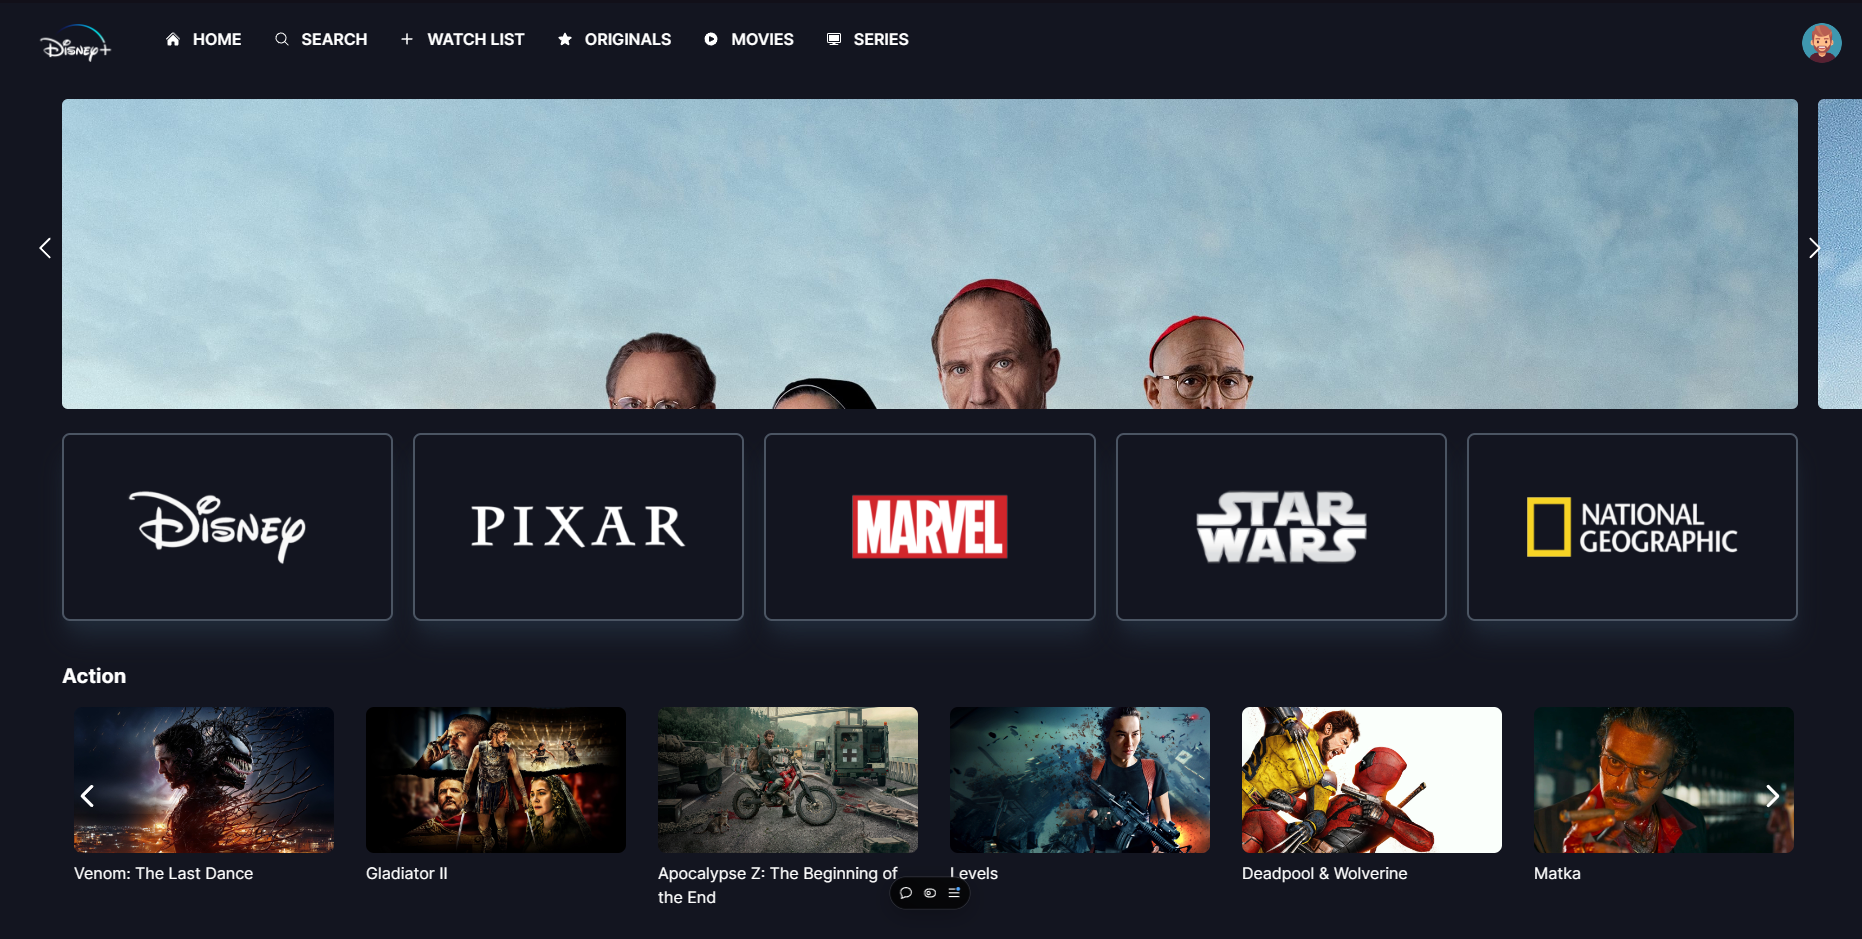 Disney+
HOME
SEARCH
WATCH LIST
ORIGINALS
MOVIES
SERIES
Disney
PIXAR
MARVEL
STAR
WARS
NATIONAL
GEOGRAPHIC
Action
Venom: The Last Dance
Gladiator II
Apocalypse Z: The Beginning of
the End
Levels
Deadpool & Wolverine
Matka